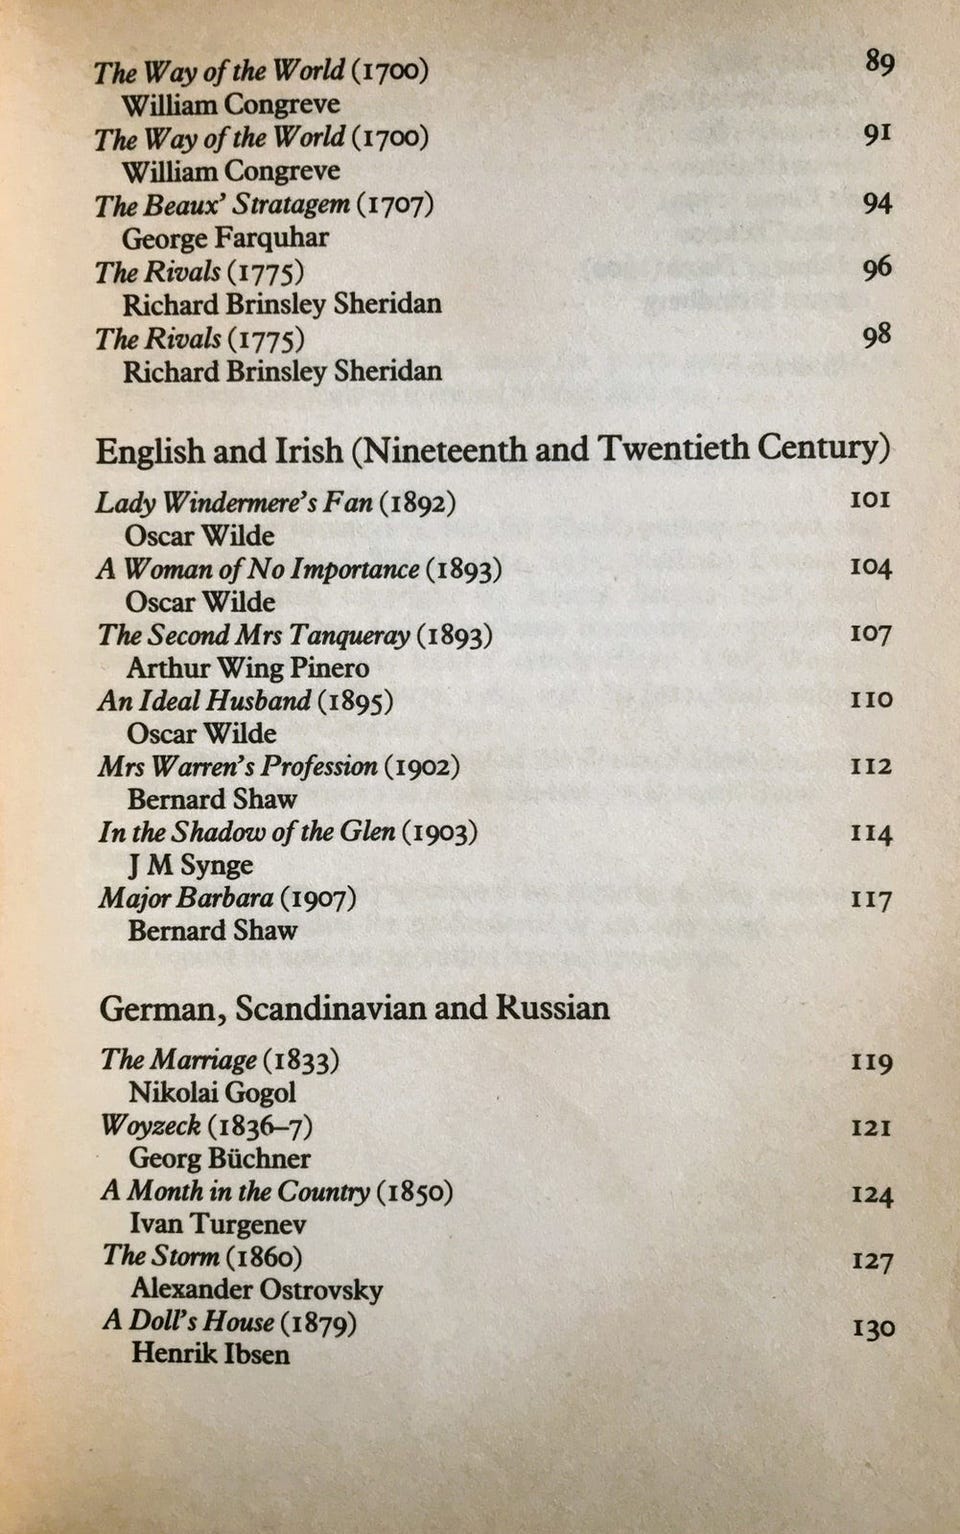 The Way of the World (1700) 89
William Congreve
The Way of the World (1700) 91
William Congreve
The Beaux' Stratagem (1707) 94
George Farquhar
The Rivals (1775) 96
Richard Brinsley Sheridan
The Rivals (1775) 98
Richard Brinsley Sheridan
English and Irish (Nineteenth and Twentieth Century)
Lady Windermere's Fan (1892) 101
Oscar Wilde
A Woman of No Importance (1893) 104
Oscar Wilde
The Second Mrs Tanqueray (1893) 107
Arthur Wing Pinero
An Ideal Husband (1895) 110
Oscar Wilde
Mrs Warren's Profession (1902) 112
Bernard Shaw
In the Shadow of the Glen (1903) 114
J M Synge
Major Barbara (1907) 117
Bernard Shaw
German, Scandinavian and Russian
The Marriage (1833) 119
Nikolai Gogol
Woyzeck (1836–7) 121
Georg Büchner
A Month in the Country (1850) 124
Ivan Turgenev
The Storm (1860) 127
Alexander Ostrovsky
A Doll's House (1879) 130
Henrik Ibsen